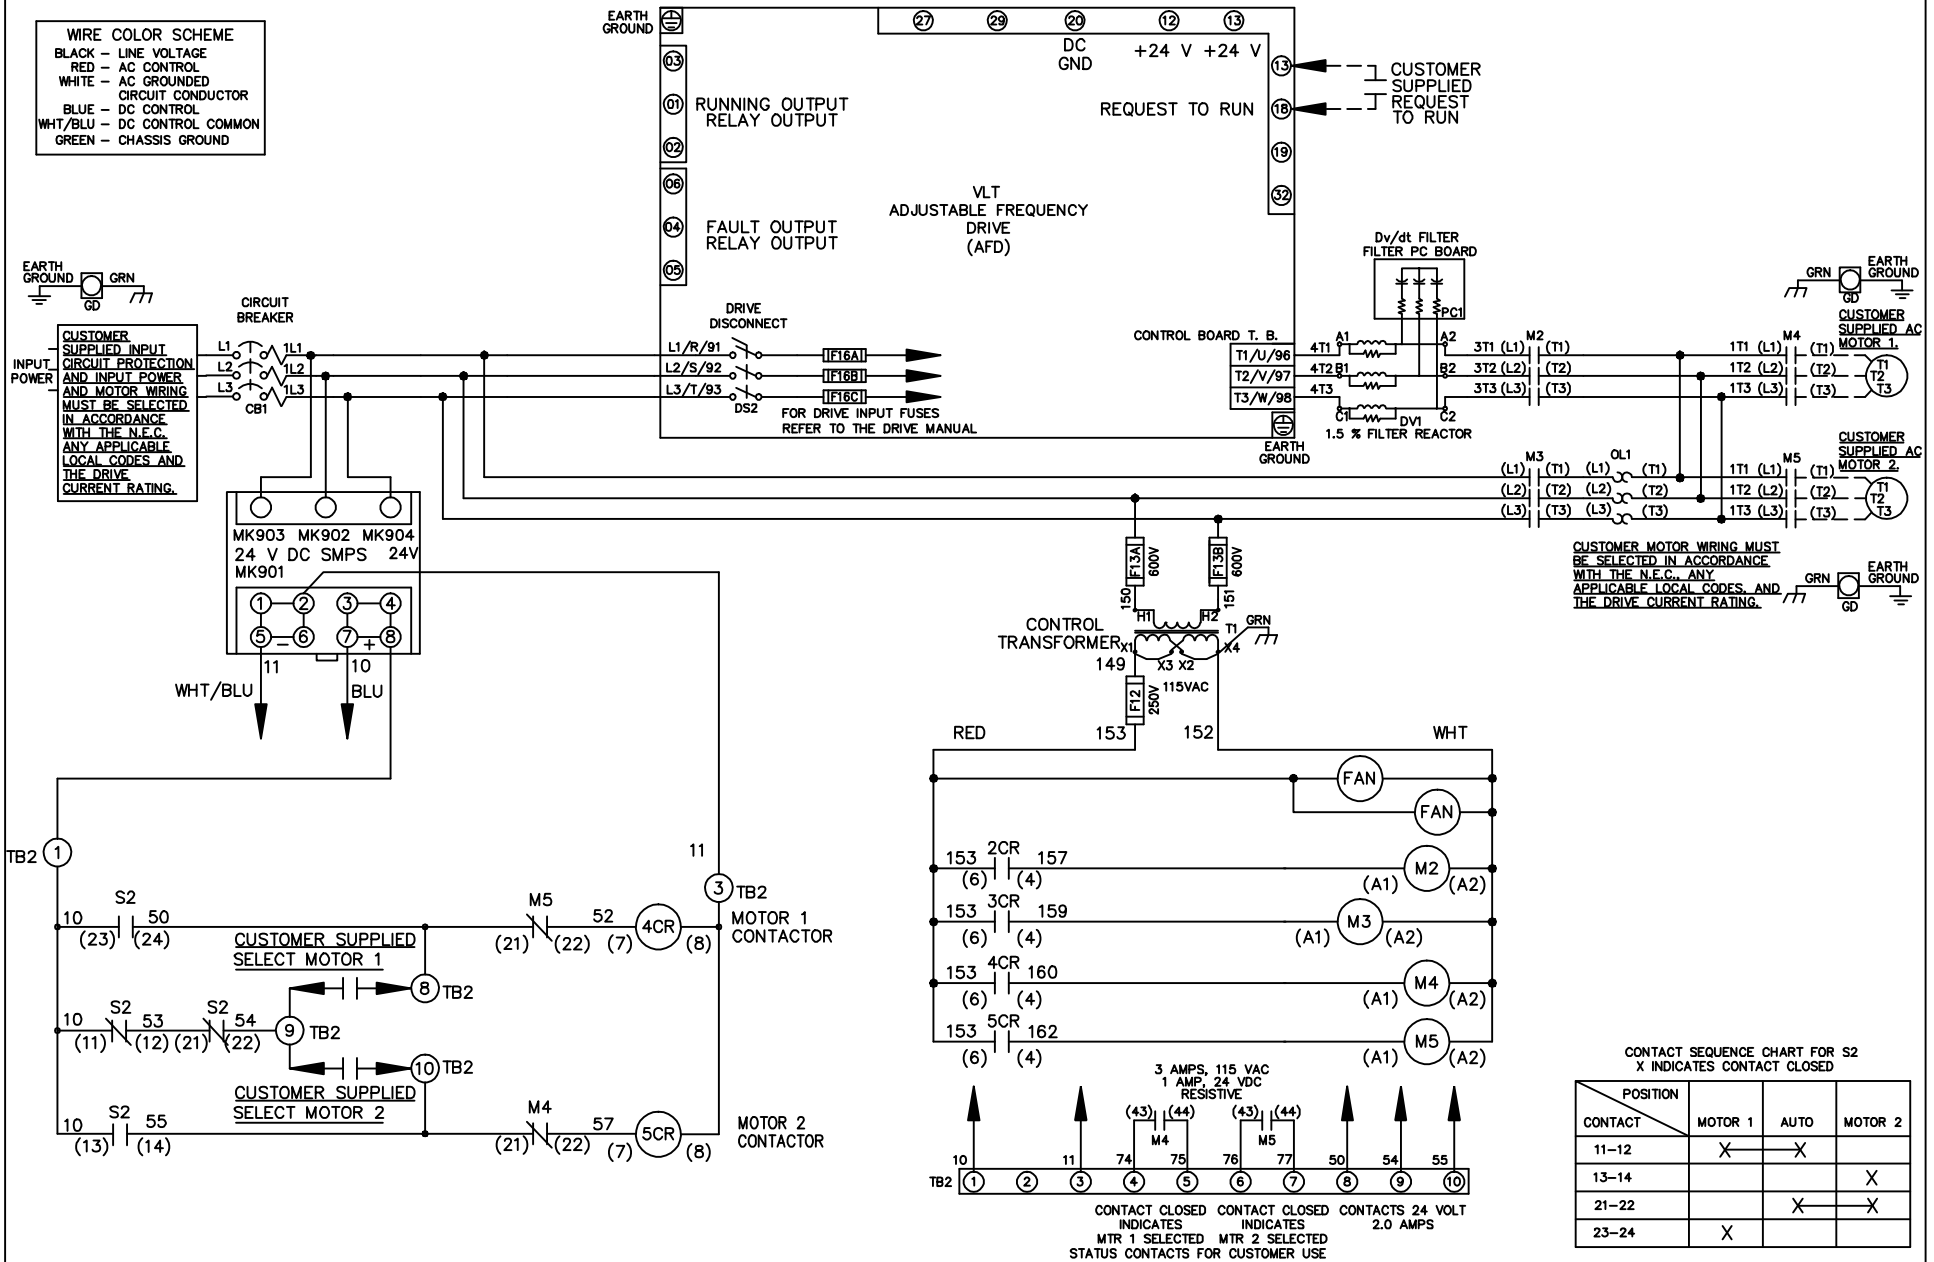 WIRE COLOR SCHEME
BLACK – LINE VOLTAGE
RED – AC CONTROL
WHITE – AC GROUNDED
CIRCUIT CONDUCTOR
BLUE – DC CONTROL
WHT/BLU – DC CONTROL COMMON
GREEN – CHASSIS GROUND
EARTH
GROUND
27 29 20 12 13
DC
GND
+24 V +24 V
03
01
02
RUNNING OUTPUT
RELAY OUTPUT
06
04
05
FAULT OUTPUT
RELAY OUTPUT
13
18
19
32
REQUEST TO RUN
CUSTOMER
SUPPLIED
REQUEST
TO RUN
VLT
ADJUSTABLE FREQUENCY
DRIVE
(AFD)
Dv/dt FILTER
FILTER PC BOARD
PC1
EARTH
GROUND
GRN
GD
CIRCUIT
BREAKER
INPUT
POWER
CUSTOMER
SUPPLIED INPUT
CIRCUIT PROTECTION
AND INPUT POWER
AND MOTOR WIRING
MUST BE SELECTED
IN ACCORDANCE
WITH THE N.E.C.
ANY APPLICABLE
LOCAL CODES AND
THE DRIVE
CURRENT RATING.
L1 1L1
L2 1L2
L3 1L3
CB1
DRIVE
DISCONNECT
L1/R/91 F16A
L2/S/92 F16B
L3/T/93 F16C
DS2
FOR DRIVE INPUT FUSES
REFER TO THE DRIVE MANUAL
CONTROL BOARD T. B.
T1/U/96 4T1 A1 A2
T2/V/97 4T2 B1 B2
T3/W/98 4T3 C1 C2
DV1
1.5 % FILTER REACTOR
EARTH
GROUND
M2
3T1 (L1) (T1)
3T2 (L2) (T2)
3T3 (L3) (T3)
M4
1T1 (L1) (T1)
1T2 (L2) (T2)
1T3 (L3) (T3)
GRN
GD
EARTH
GROUND
CUSTOMER
SUPPLIED AC
MOTOR 1.
T1
T2
T3
M3 OL1
(L1) (T1) (L1) (T1)
(L2) (T2) (L2) (T2)
(L3) (T3) (L3) (T3)
M5
1T1 (L1) (T1)
1T2 (L2) (T2)
1T3 (L3) (T3)
CUSTOMER
SUPPLIED AC
MOTOR 2.
T1
T2
T3
CUSTOMER MOTOR WIRING MUST
BE SELECTED IN ACCORDANCE
WITH THE N.E.C., ANY
APPLICABLE LOCAL CODES, AND
THE DRIVE CURRENT RATING.
GRN
GD
EARTH
GROUND
MK903 MK902 MK904
24 V DC SMPS 24V
MK901
1 2 3 4
5 – 6 7 + 8
11 10
WHT/BLU BLU
F13A 600V F13B 600V
150 151
H1 H2
CONTROL
TRANSFORMER
T1 GRN
X1 X3 X2 X4
149
F12 250V
115VAC
RED 153 152 WHT
FAN
FAN
153 2CR 157 M2
(6) (4) (A1) (A2)
153 3CR 159 M3
(6) (4) (A1) (A2)
153 4CR 160 M4
(6) (4) (A1) (A2)
153 5CR 162 M5
(6) (4) (A1) (A2)
TB2 1
11
3 TB2
10 S2 50 M5 52 4CR
(23) (24) (21) (22) (7) (8)
MOTOR 1
CONTACTOR
CUSTOMER SUPPLIED
SELECT MOTOR 1
8 TB2
10 S2 53 S2 54 9 TB2
(11) (12) (21) (22)
10 TB2
CUSTOMER SUPPLIED
SELECT MOTOR 2
10 S2 55 M4 57 5CR
(13) (14) (21) (22) (7) (8)
MOTOR 2
CONTACTOR
3 AMPS, 115 VAC
1 AMP, 24 VDC
RESISTIVE
(43) (44) (43) (44)
M4 M5
10 11 74 75 76 77 50 54 55
TB2 1 2 3 4 5 6 7 8 9 10
CONTACT CLOSED
INDICATES
MTR 1 SELECTED
CONTACT CLOSED
INDICATES
MTR 2 SELECTED
CONTACTS 24 VOLT
2.0 AMPS
STATUS CONTACTS FOR CUSTOMER USE
CONTACT SEQUENCE CHART FOR S2
X INDICATES CONTACT CLOSED
POSITION
CONTACT MOTOR 1 AUTO MOTOR 2
11–12 X X
13–14 X
21–22 X X
23–24 X